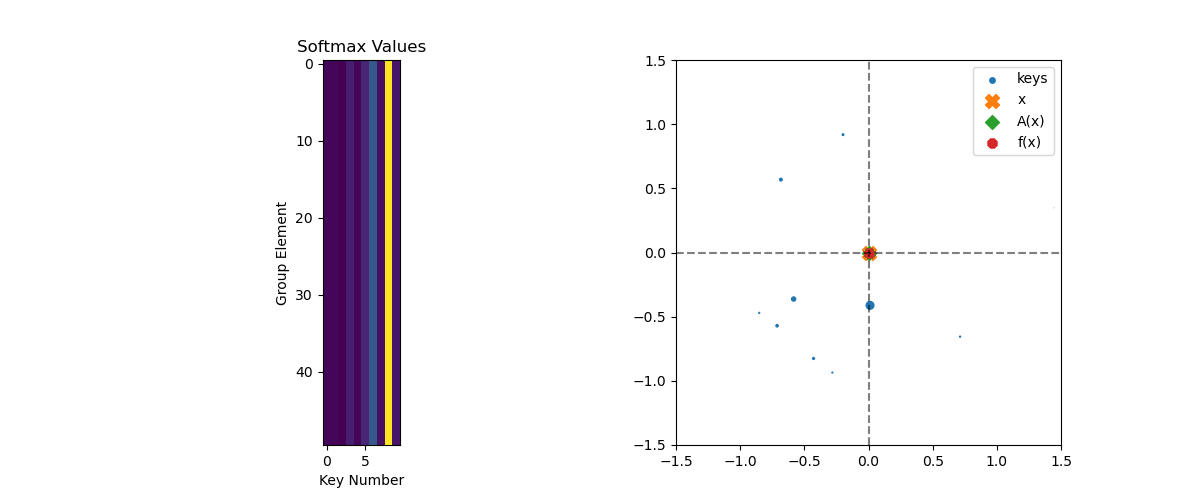 Softmax Values
0
10
20
30
40
Group Element
0 5
Key Number
1.5
1.0
0.5
0.0
−0.5
−1.0
−1.5
−1.5 −1.0 −0.5 0.0 0.5 1.0 1.5
keys
x
A(x)
f(x)